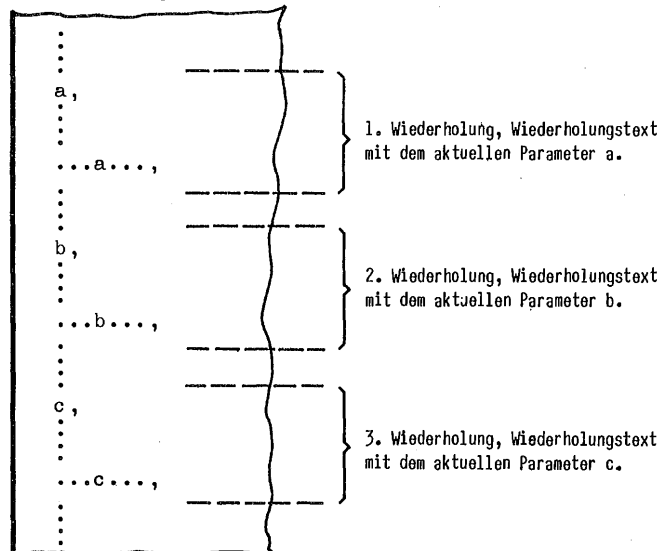 a,
1. Wiederholung, Wiederholungstext
mit dem aktuellen Parameter a.
...a...,
b,
2. Wiederholung, Wiederholungstext
mit dem aktuellen Parameter b.
...b...,
c,
3. Wiederholung, Wiederholungstext
mit dem aktuellen Parameter c.
...c...,